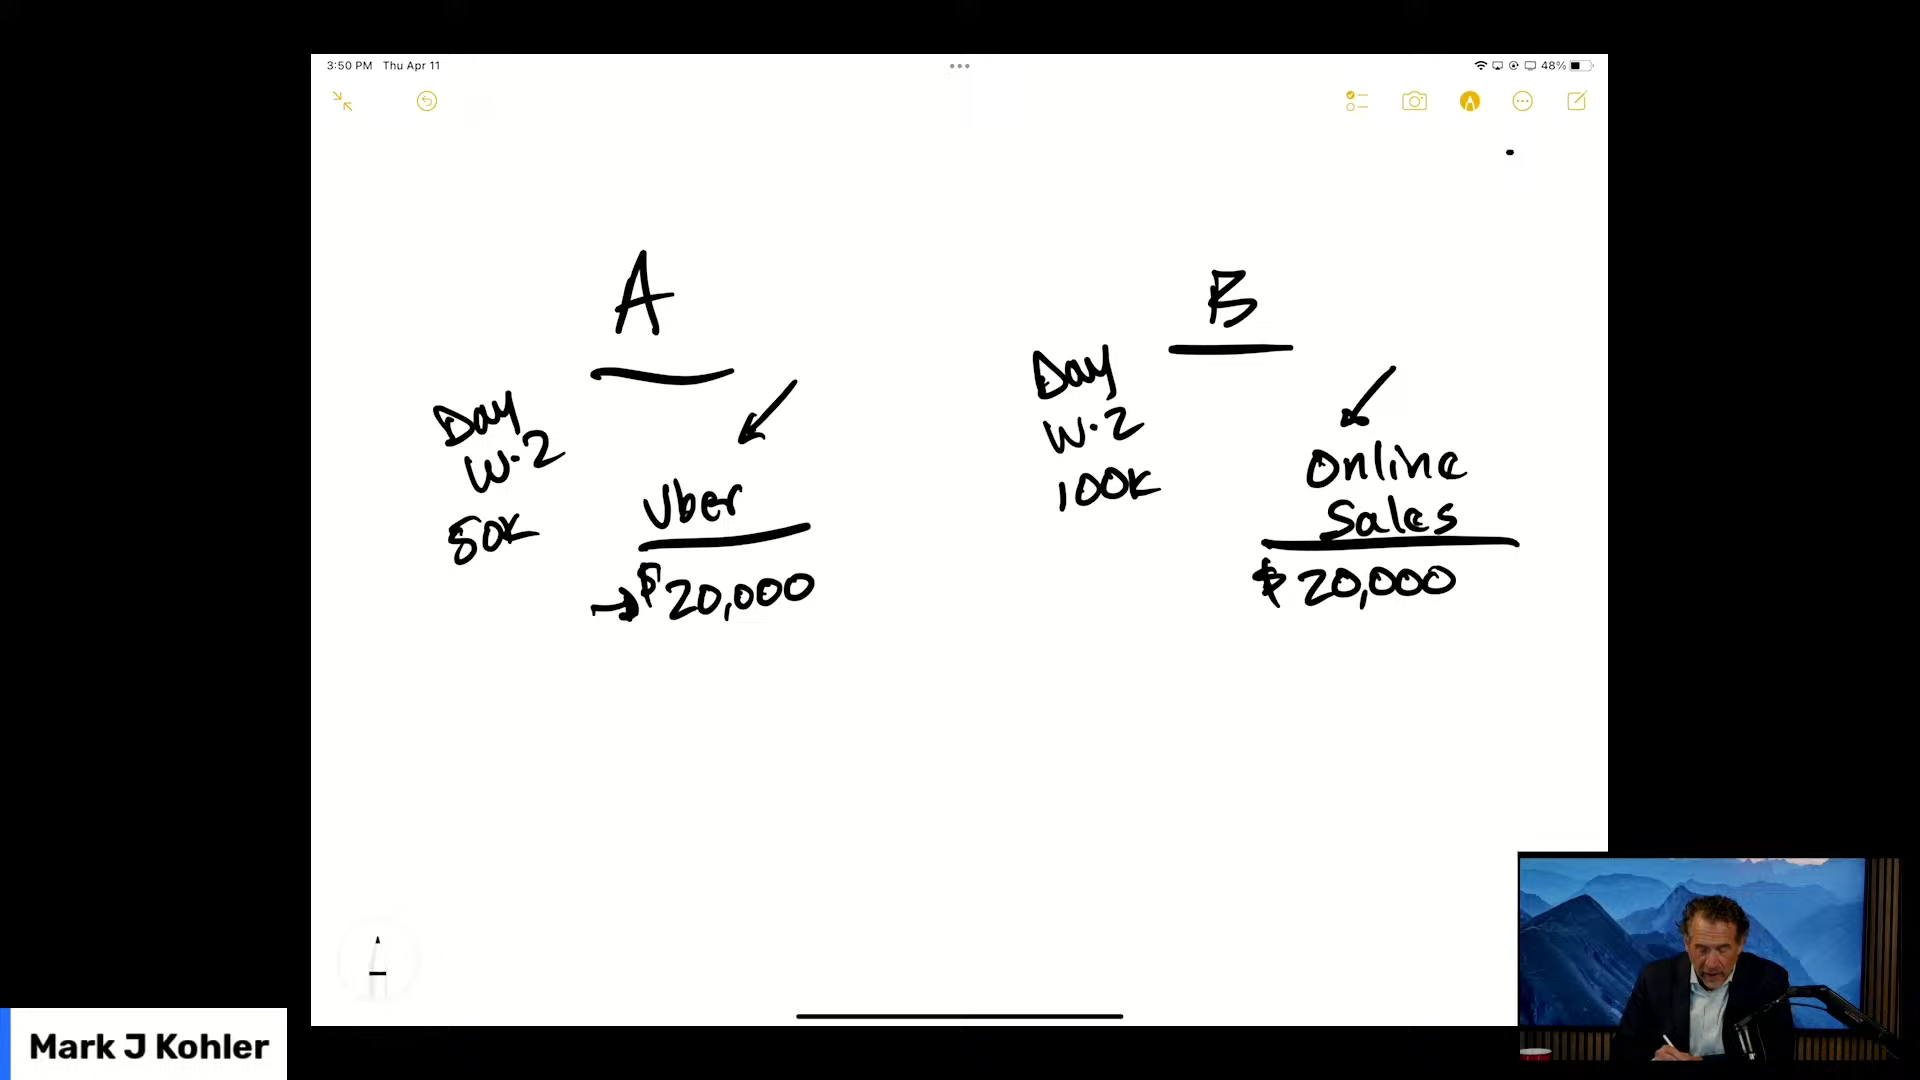 3:50 PM Thu Apr 11
48%
A
Day
W-2
50K
Uber
$20,000
B
Day
W-2
100K
Online
Sales
$20,000
Mark J Kohler